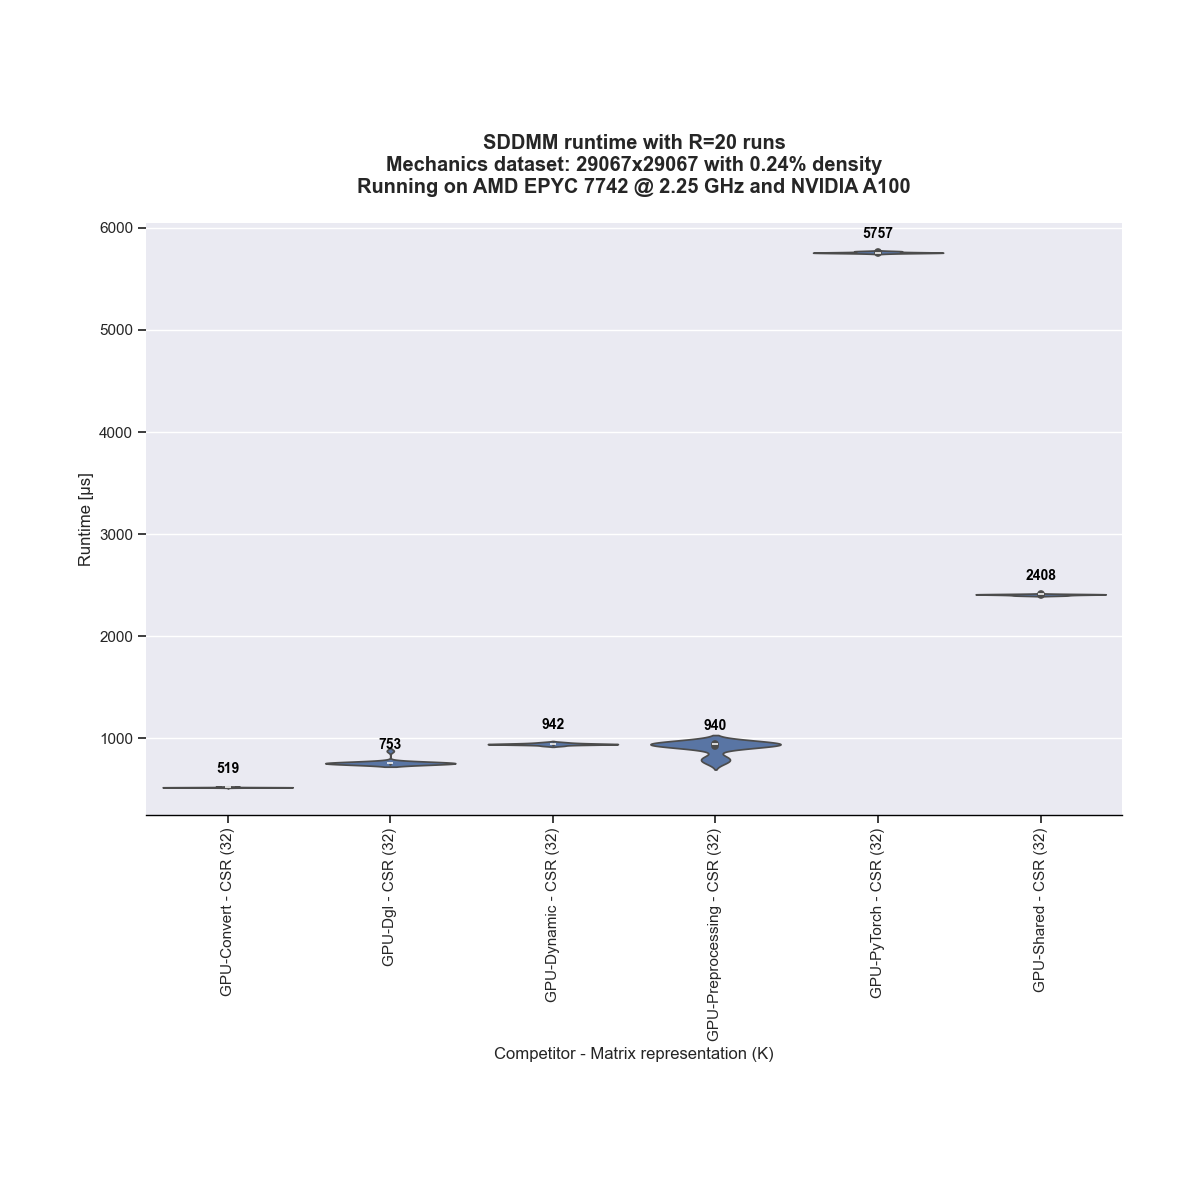 SDDMM runtime with R=20 runs
Mechanics dataset: 29067x29067 with 0.24% density
Running on AMD EPYC 7742 @ 2.25 GHz and NVIDIA A100
Runtime [μs]
6000
5000
4000
3000
2000
1000
519
753
942
940
5757
2408
GPU-Convert - CSR (32)
GPU-Dgl - CSR (32)
GPU-Dynamic - CSR (32)
GPU-Preprocessing - CSR (32)
GPU-PyTorch - CSR (32)
GPU-Shared - CSR (32)
Competitor - Matrix representation (K)